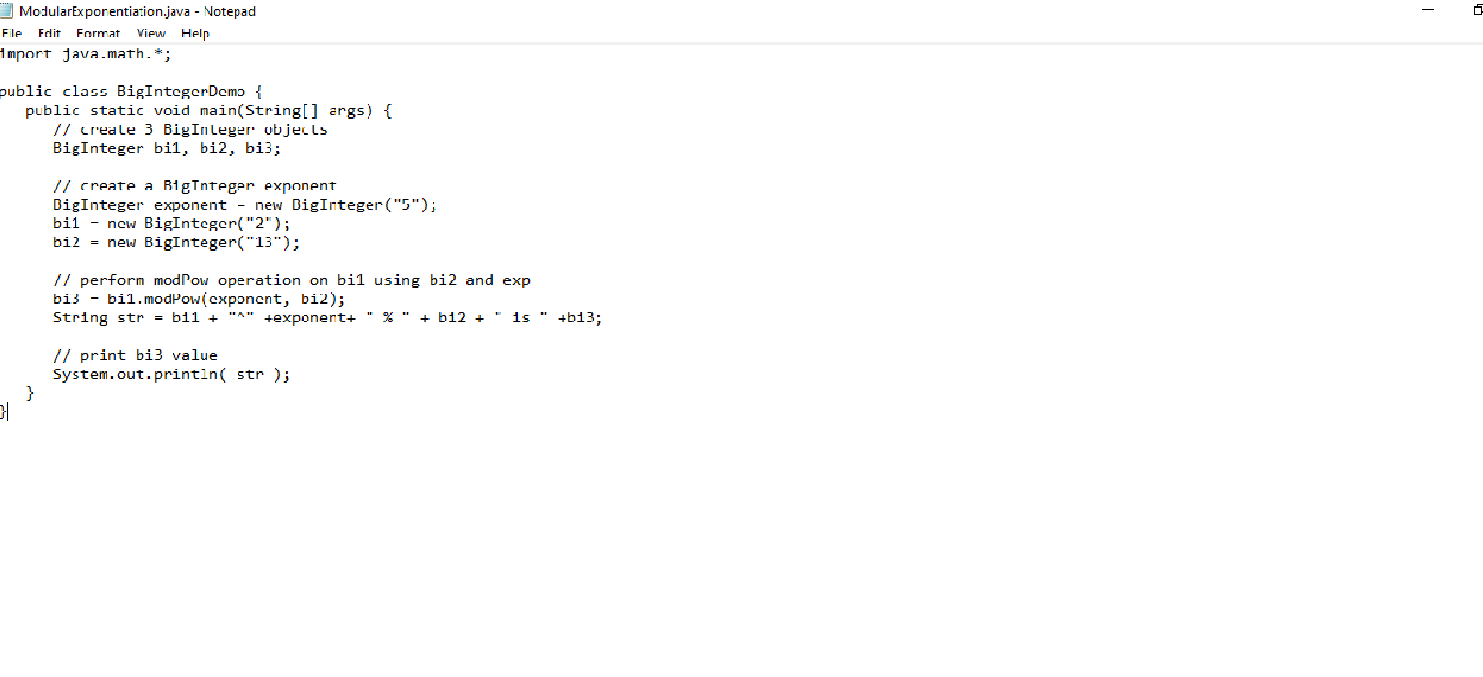 ModularExponentiation.java - Notepad
File Edit Format View Help
import java.math.*;
public class BigIntegerDemo {
public static void main(String[] args) {
// create 3 BigInteger objects
BigInteger bi1, bi2, bi3;
// create a BigInteger exponent
BigInteger exponent = new BigInteger("5");
bi1 = new BigInteger("2");
bi2 = new BigInteger("13");
// perform modPow operation on bi1 using bi2 and exp
bi3 = bi1.modPow(exponent, bi2);
String str = bi1 + "^" +exponent+ " % " + bi2 + " is " +bi3;
// print bi3 value
System.out.println( str );
}
}